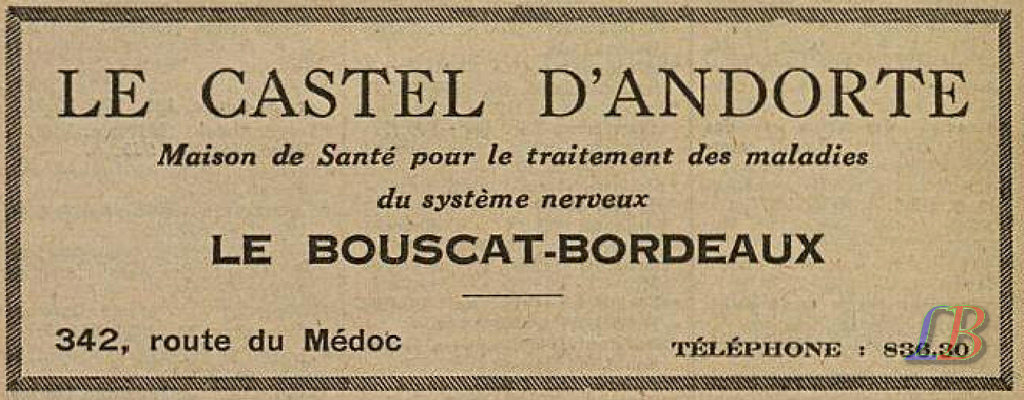 LE CASTEL D'ANDORTE
Maison de Santé pour le traitement des maladies
du système nerveux
LE BOUSCAT-BORDEAUX
342, route du Médoc
TÉLÉPHONE : 836.30
LB